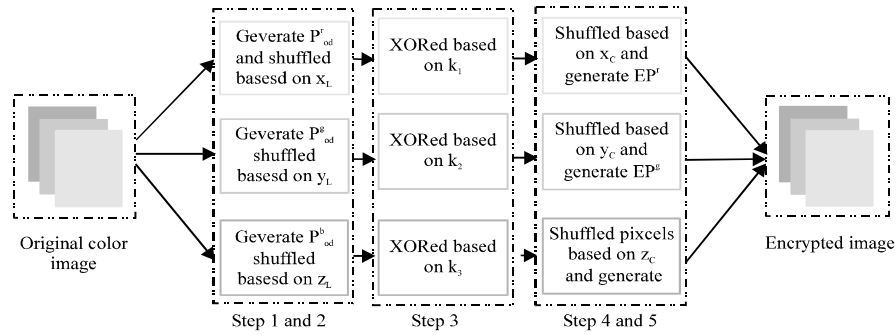 Geverate P^r_od
and shuffled
basesd on x_L
XORed based
on k_1
Shuffled based
on x_C and
generate EP^r
Geverate P^g_od
shuffled
basesd on y_L
XORed based
on k_2
Shuffled based
on y_C and
generate EP^g
Geverate P^b_od
shuffled
basesd on z_L
XORed based
on k_3
Shuffled pixcels
based on z_C
and generate
Original color
image
Encrypted image
Step 1 and 2
Step 3
Step 4 and 5